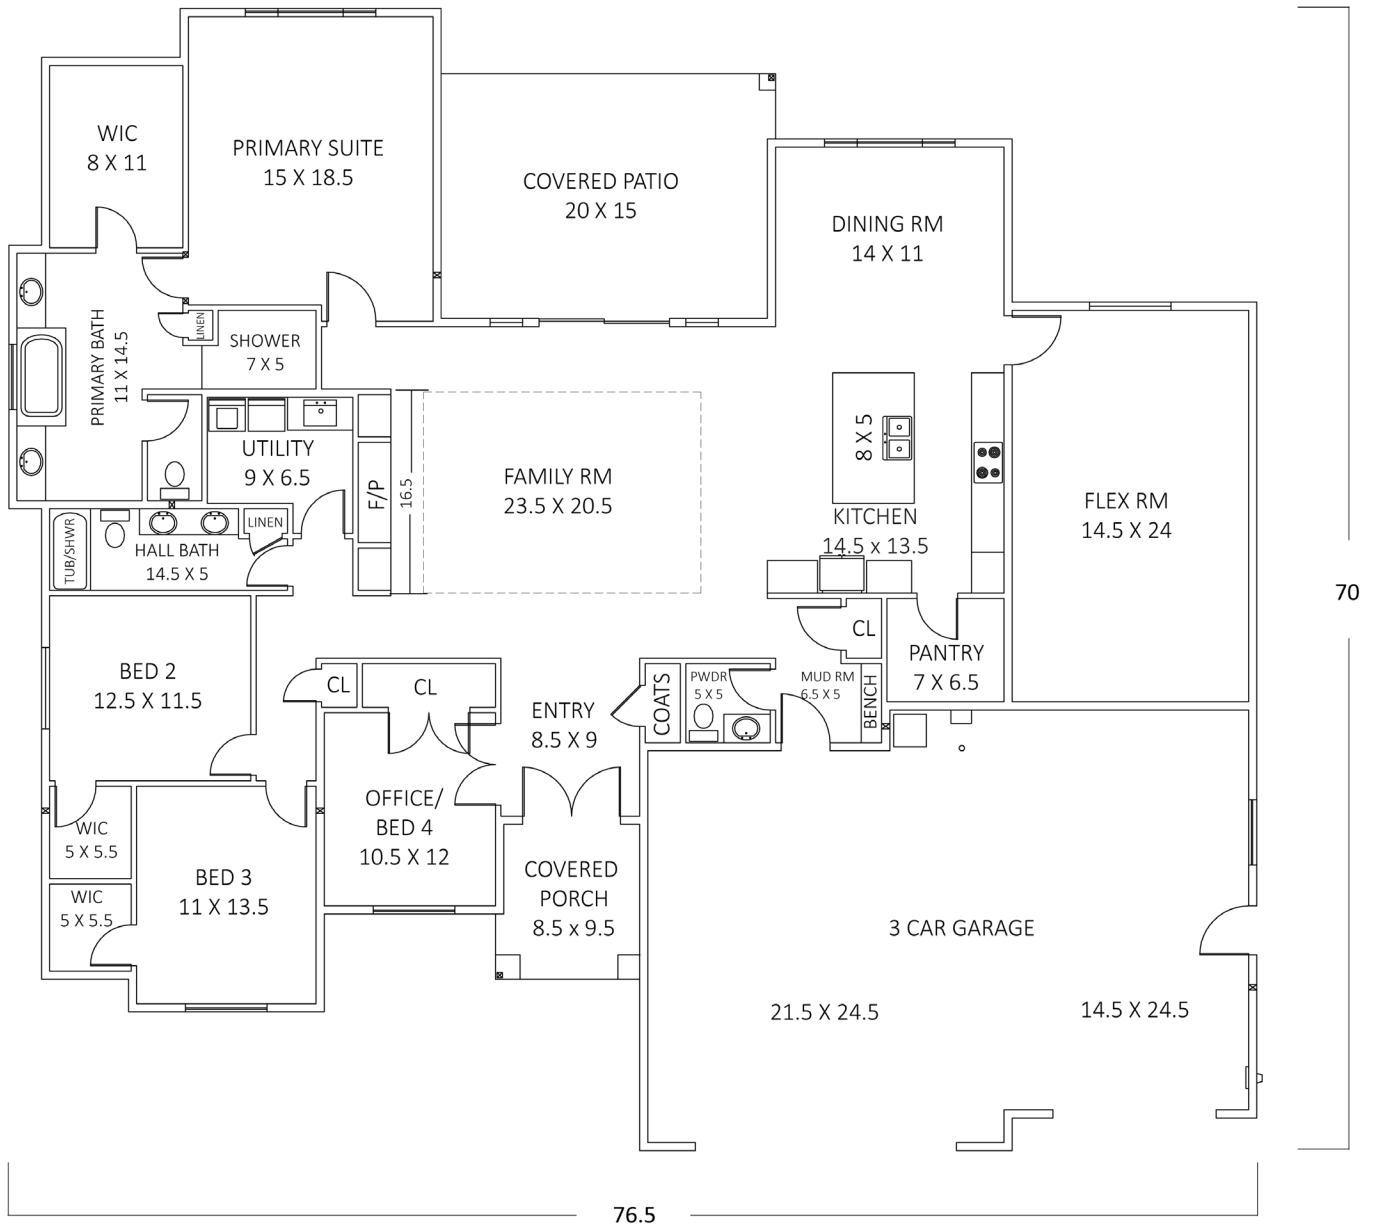 WIC
8 X 11
PRIMARY SUITE
15 X 18.5
COVERED PATIO
20 X 15
DINING RM
14 X 11
PRIMARY BATH
11 X 14.5
LINEN
SHOWER
7 X 5
UTILITY
9 X 6.5
F/P
16.5
FAMILY RM
23.5 X 20.5
8 X 5
KITCHEN
14.5 x 13.5
FLEX RM
14.5 X 24
TUB/SHWR
HALL BATH
14.5 X 5
LINEN
70
BED 2
12.5 X 11.5
CL
CL
ENTRY
8.5 X 9
COATS
PWDR
5 X 5
MUD RM
6.5 X 5
BENCH
CL
PANTRY
7 X 6.5
WIC
5 X 5.5
WIC
5 X 5.5
BED 3
11 X 13.5
OFFICE/
BED 4
10.5 X 12
COVERED
PORCH
8.5 x 9.5
3 CAR GARAGE
21.5 X 24.5
14.5 X 24.5
76.5